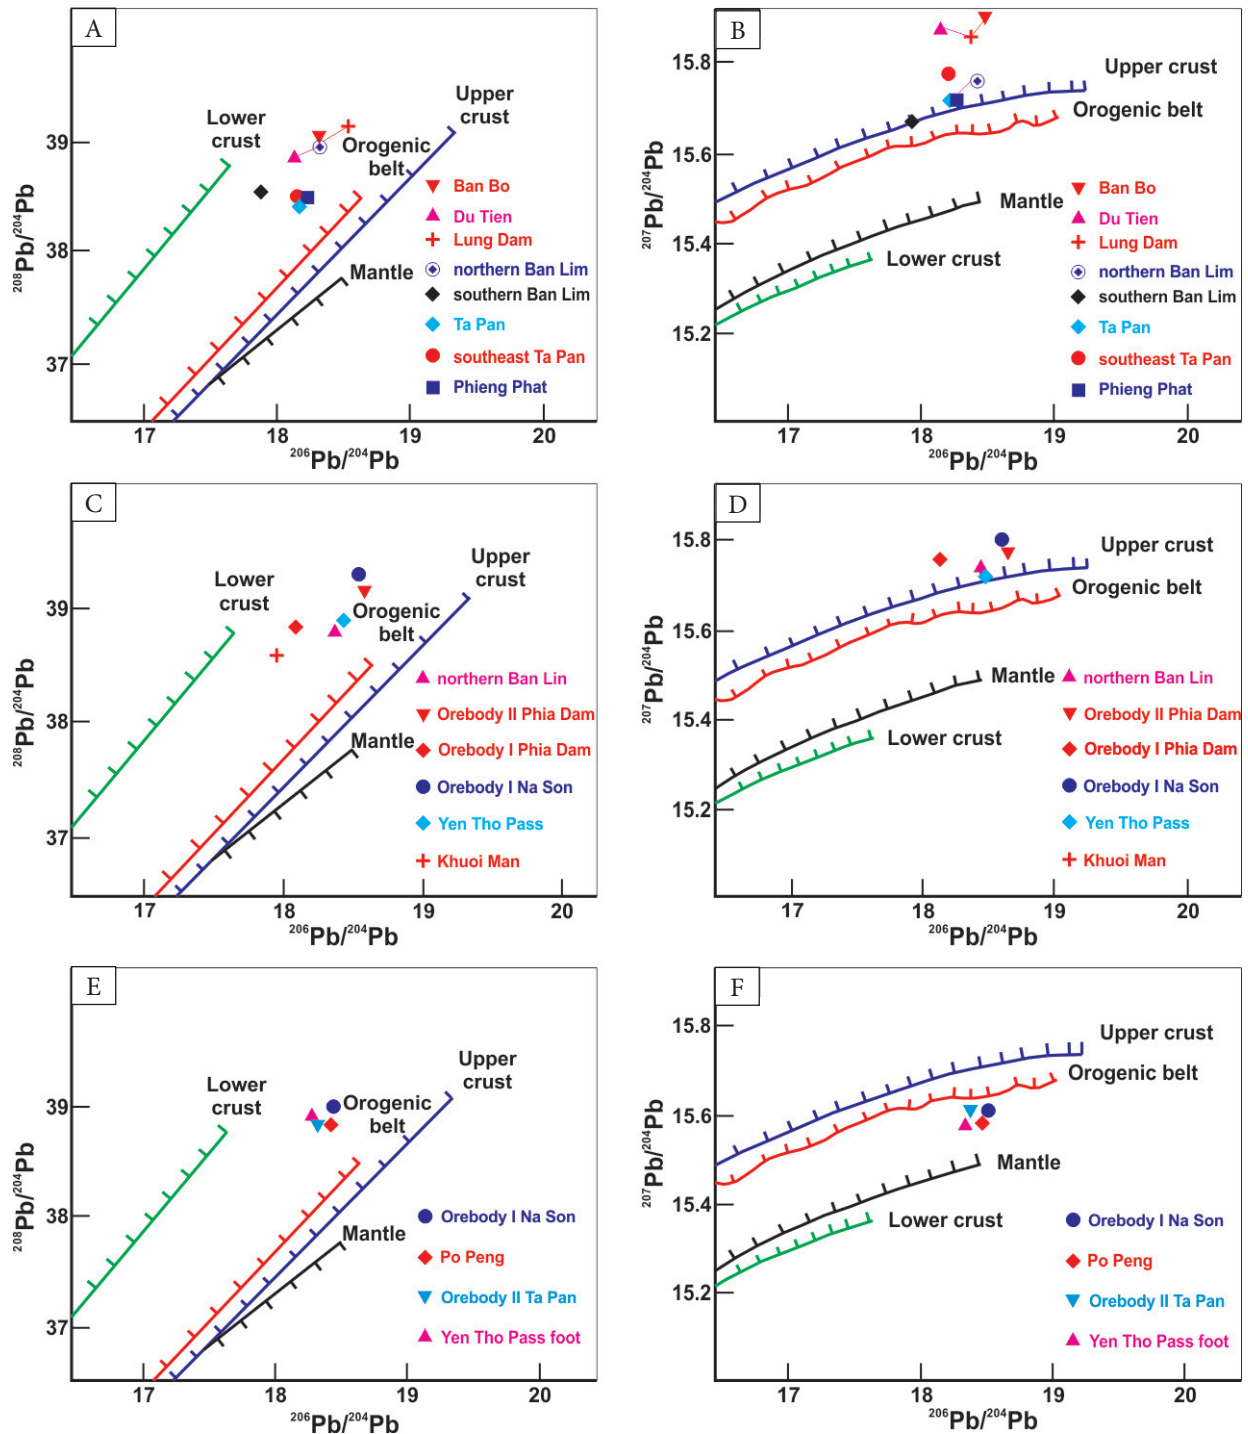 A
Lower
crust
Upper
crust
Orogenic
belt
Mantle
39
38
37
208Pb/204Pb
Ban Bo
Du Tien
Lung Dam
northern Ban Lim
southern Ban Lim
Ta Pan
southeast Ta Pan
Phieng Phat
17 18 19 20
206Pb/204Pb
B
Upper crust
Orogenic belt
Mantle
Lower crust
15.8
15.6
15.4
15.2
207Pb/204Pb
Ban Bo
Du Tien
Lung Dam
northern Ban Lim
southern Ban Lim
Ta Pan
southeast Ta Pan
Phieng Phat
17 18 19 20
206Pb/204Pb
C
Lower
crust
Upper
crust
Orogenic
belt
Mantle
39
38
37
208Pb/204Pb
northern Ban Lin
Orebody II Phia Dam
Orebody I Phia Dam
Orebody I Na Son
Yen Tho Pass
Khuoi Man
17 18 19 20
206Pb/204Pb
D
Upper crust
Orogenic belt
Mantle
Lower crust
15.8
15.6
15.4
15.2
207Pb/204Pb
northern Ban Lin
Orebody II Phia Dam
Orebody I Phia Dam
Orebody I Na Son
Yen Tho Pass
Khuoi Man
17 18 19 20
206Pb/204Pb
E
Lower
crust
Upper
crust
Orogenic
belt
Mantle
39
38
37
208Pb/204Pb
Orebody I Na Son
Po Peng
Orebody II Ta Pan
Yen Tho Pass foot
17 18 19 20
206Pb/204Pb
F
Upper crust
Orogenic belt
Mantle
Lower crust
15.8
15.6
15.4
15.2
207Pb/204Pb
Orebody I Na Son
Po Peng
Orebody II Ta Pan
Yen Tho Pass foot
17 18 19 20
206Pb/204Pb